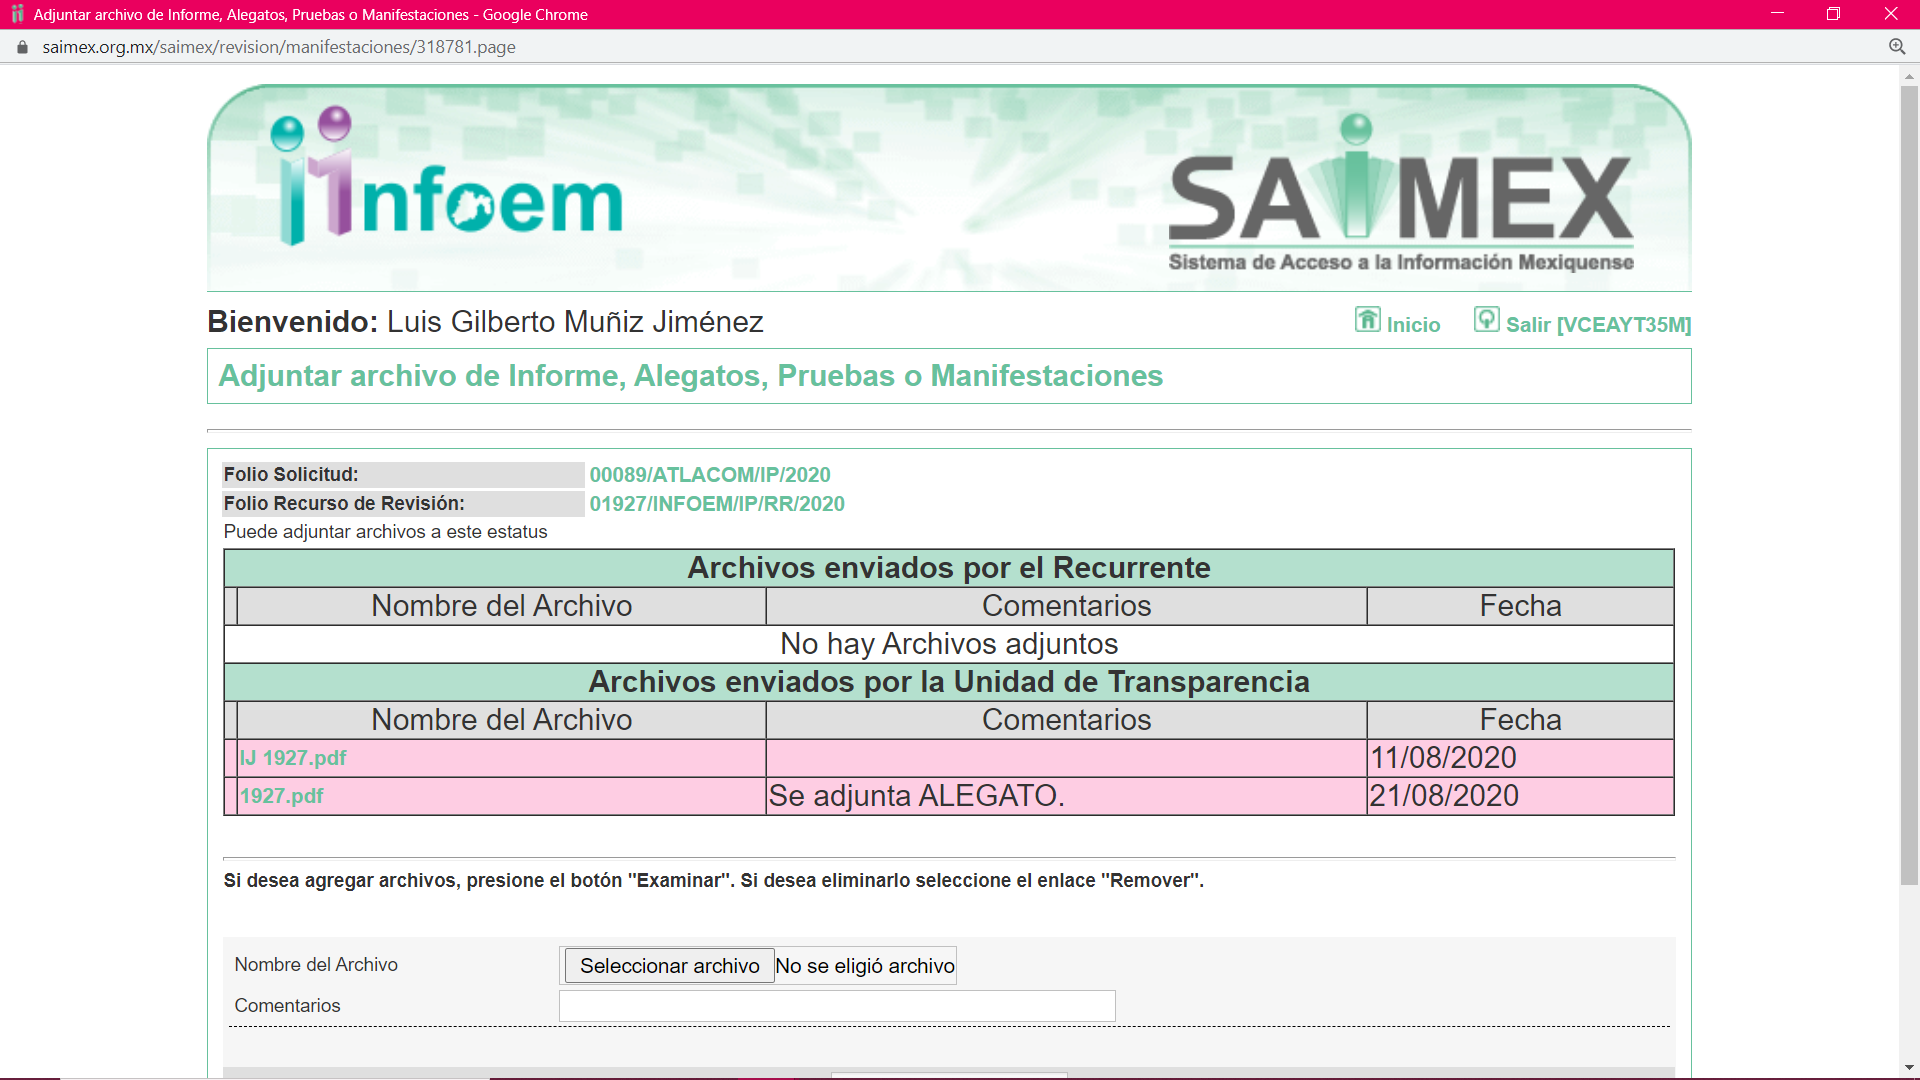 Adjuntar archivo de Informe, Alegatos, Pruebas o Manifestaciones - Google Chrome
saimex.org.mx/saimex/revision/manifestaciones/318781.page
infoem
SAIMEX
Sistema de Acceso a la Información Mexiquense
Bienvenido: Luis Gilberto Muñiz Jiménez
Inicio Salir [VCEAYT35M]
Adjuntar archivo de Informe, Alegatos, Pruebas o Manifestaciones
Folio Solicitud: 00089/ATLACOM/IP/2020
Folio Recurso de Revisión: 01927/INFOEM/IP/RR/2020
Puede adjuntar archivos a este estatus
Archivos enviados por el Recurrente
Nombre del Archivo Comentarios Fecha
No hay Archivos adjuntos
Archivos enviados por la Unidad de Transparencia
Nombre del Archivo Comentarios Fecha
IJ 1927.pdf 11/08/2020
1927.pdf Se adjunta ALEGATO. 21/08/2020
Si desea agregar archivos, presione el botón "Examinar". Si desea eliminarlo seleccione el enlace "Remover".
Nombre del Archivo Seleccionar archivo No se eligió archivo
Comentarios